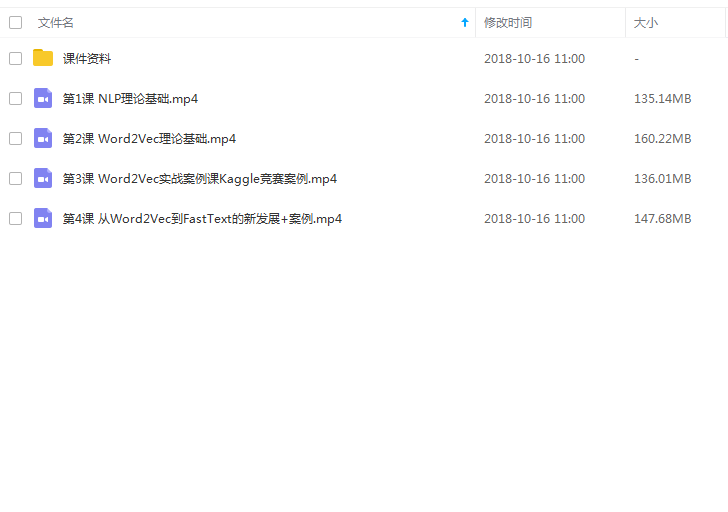 文件名 修改时间 大小
课件资料 2018-10-16 11:00 -
第1课 NLP理论基础.mp4 2018-10-16 11:00 135.14MB
第2课 Word2Vec理论基础.mp4 2018-10-16 11:00 160.22MB
第3课 Word2Vec实战案例课Kaggle竞赛案例.mp4 2018-10-16 11:00 136.01MB
第4课 从Word2Vec到FastText的新发展+案例.mp4 2018-10-16 11:00 147.68MB